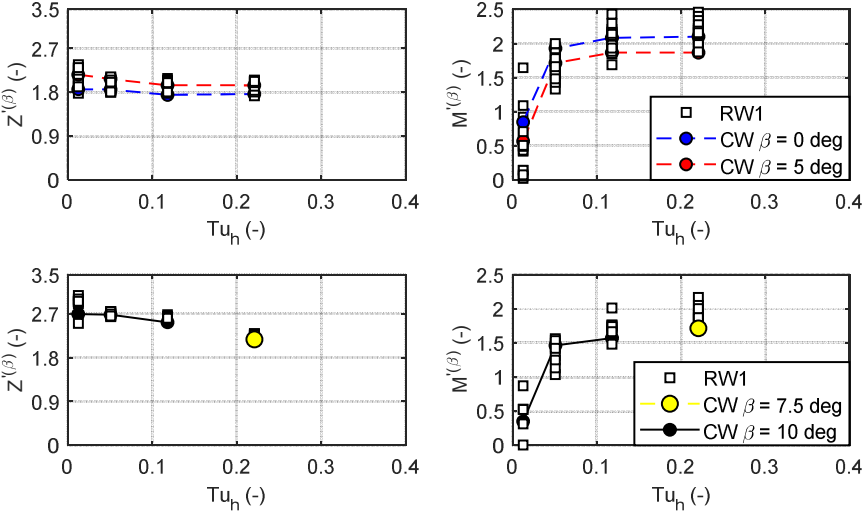 3.5
2.7
1.8
0.9
0
Z'(β) (-)
0 0.1 0.2 0.3 0.4
Tuh (-)
2.5
2
1.5
1
0.5
0
M'(β) (-)
RW1
CW β = 0 deg
CW β = 5 deg
0 0.1 0.2 0.3 0.4
Tuh (-)
3.5
2.7
1.8
0.9
0
Z'(β) (-)
0 0.1 0.2 0.3 0.4
Tuh (-)
2.5
2
1.5
1
0.5
0
M'(β) (-)
RW1
CW β = 7.5 deg
CW β = 10 deg
0 0.1 0.2 0.3 0.4
Tuh (-)